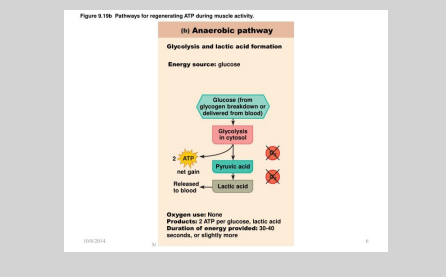 Figure 9.19b Pathways for regenerating ATP during muscle activity.
(b) Anaerobic pathway
Glycolysis and lactic acid formation
Energy source: glucose
Glucose (from
glycogen breakdown or
delivered from blood)
Glycolysis
in cytosol
2 ATP
net gain
O2
Pyruvic acid
O2
Released
to blood
Lactic acid
Oxygen use: None
Products: 2 ATP per glucose, lactic acid
Duration of energy provided: 30-40
seconds, or slightly more
10/8/2014
6